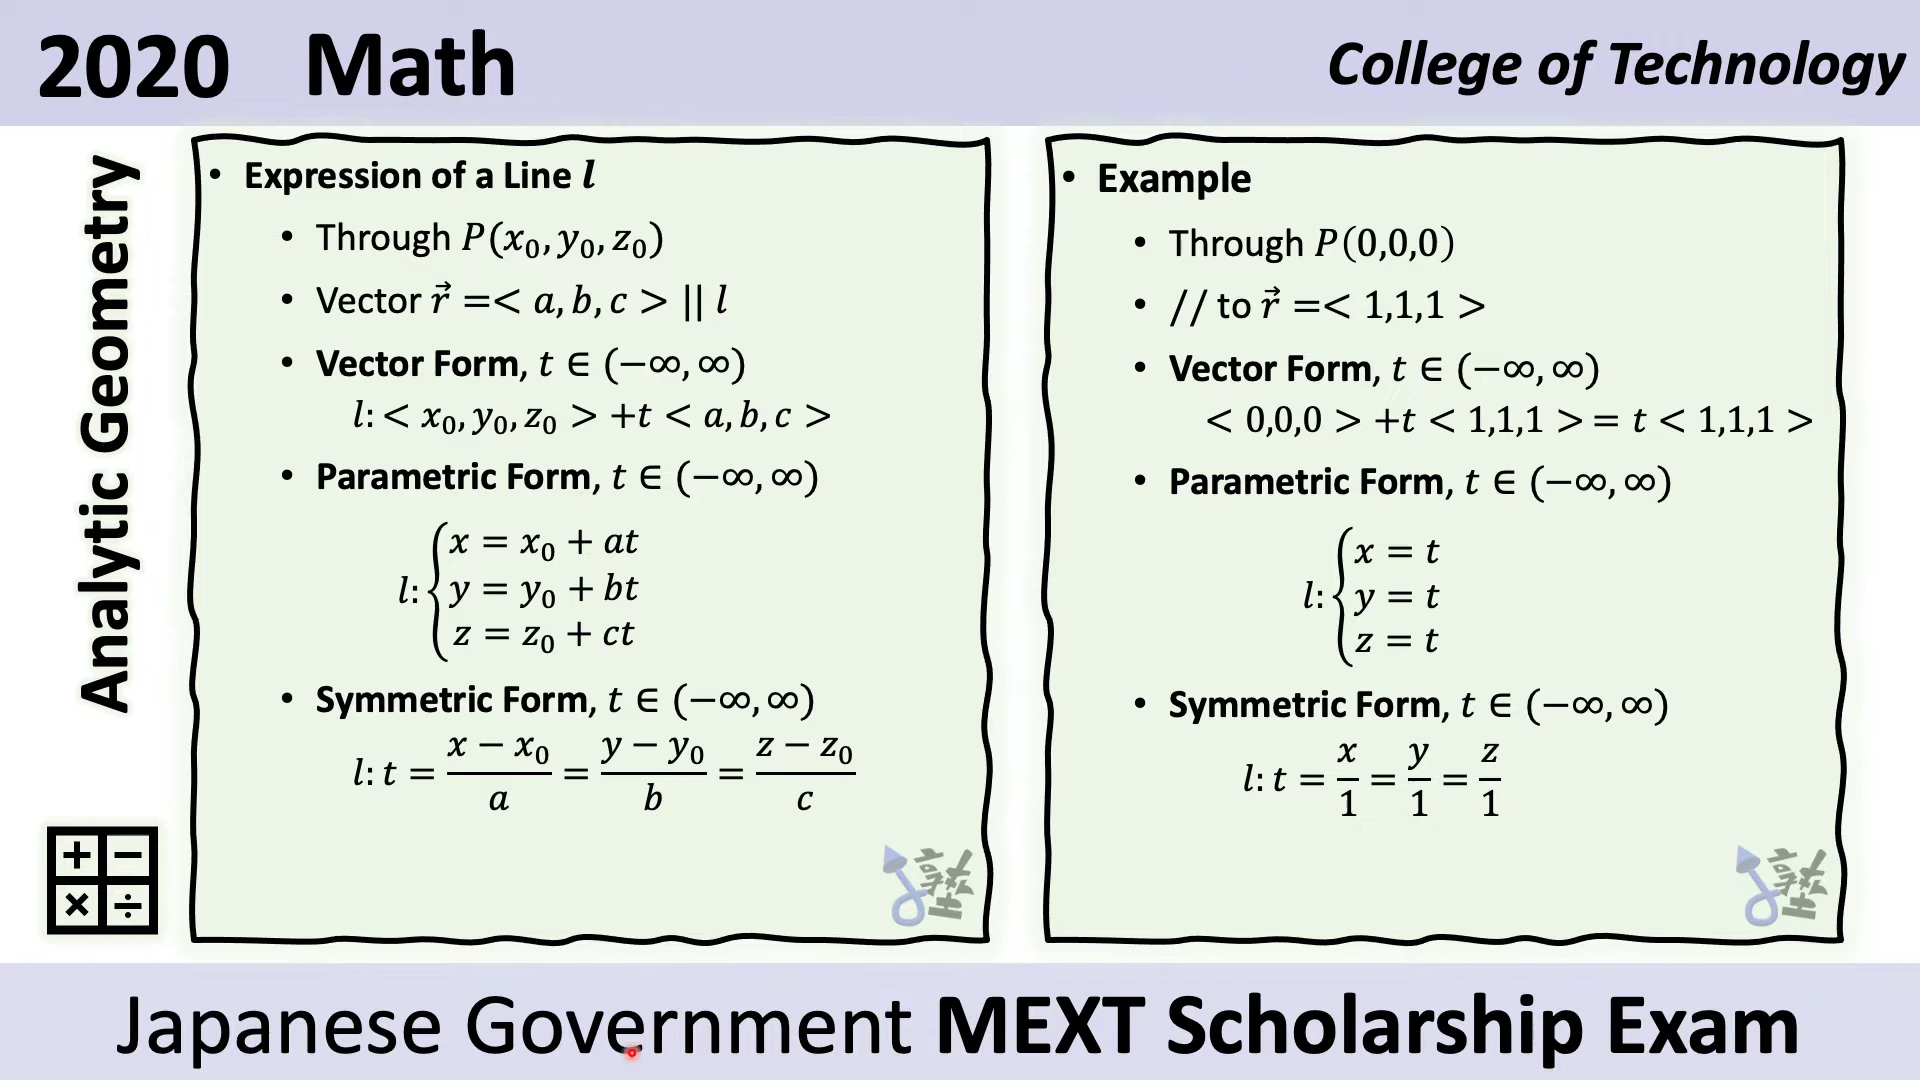 2020 Math
College of Technology
Analytic Geometry
• Expression of a Line l
• Through P(x₀, y₀, z₀)
• Vector r⃗ =< a, b, c > || l
• Vector Form, t ∈ (−∞, ∞)
l: < x₀, y₀, z₀ > +t < a, b, c >
• Parametric Form, t ∈ (−∞, ∞)
l: { x = x₀ + at
y = y₀ + bt
z = z₀ + ct
• Symmetric Form, t ∈ (−∞, ∞)
l: t = (x − x₀)/a = (y − y₀)/b = (z − z₀)/c
塾
• Example
• Through P(0,0,0)
• // to r⃗ =< 1,1,1 >
• Vector Form, t ∈ (−∞, ∞)
< 0,0,0 > +t < 1,1,1 > = t < 1,1,1 >
• Parametric Form, t ∈ (−∞, ∞)
l: { x = t
y = t
z = t
• Symmetric Form, t ∈ (−∞, ∞)
l: t = x/1 = y/1 = z/1
塾
+ −
× ÷
Japanese Government MEXT Scholarship Exam